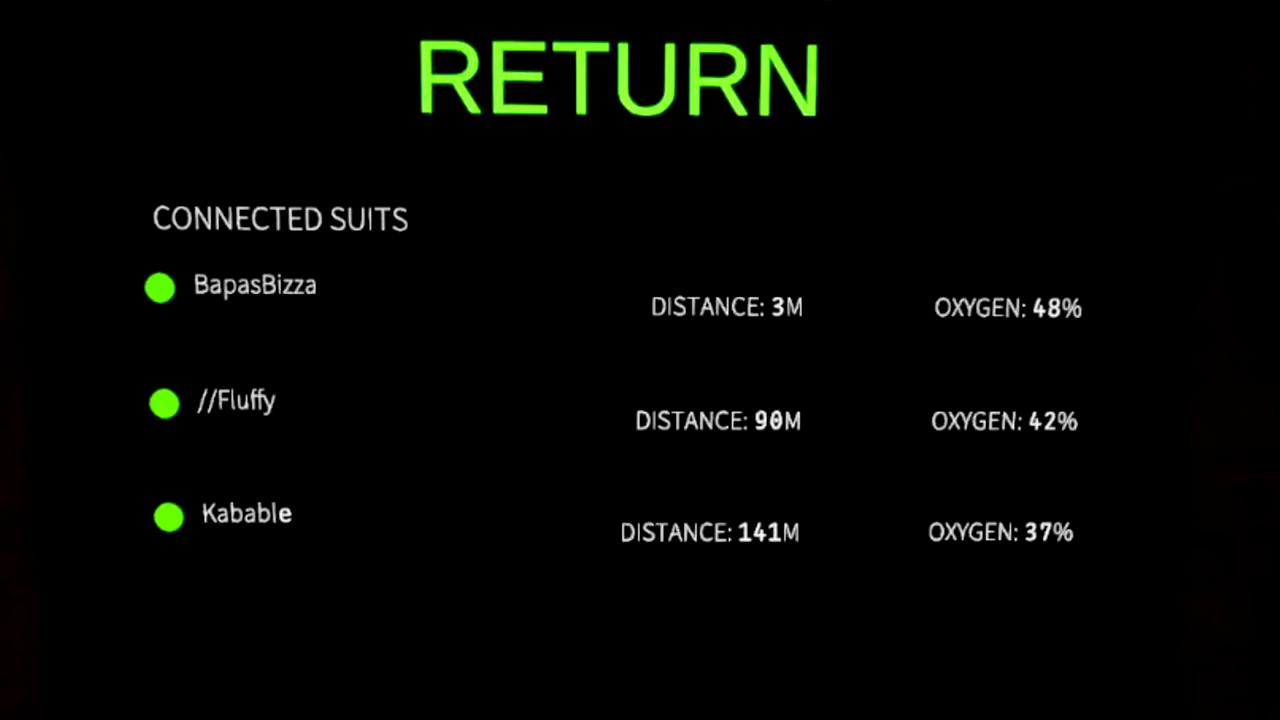 RETURN
CONNECTED SUITS
BapasBizza DISTANCE: 3M OXYGEN: 48%
//Fluffy DISTANCE: 90M OXYGEN: 42%
Kabable DISTANCE: 141M OXYGEN: 37%